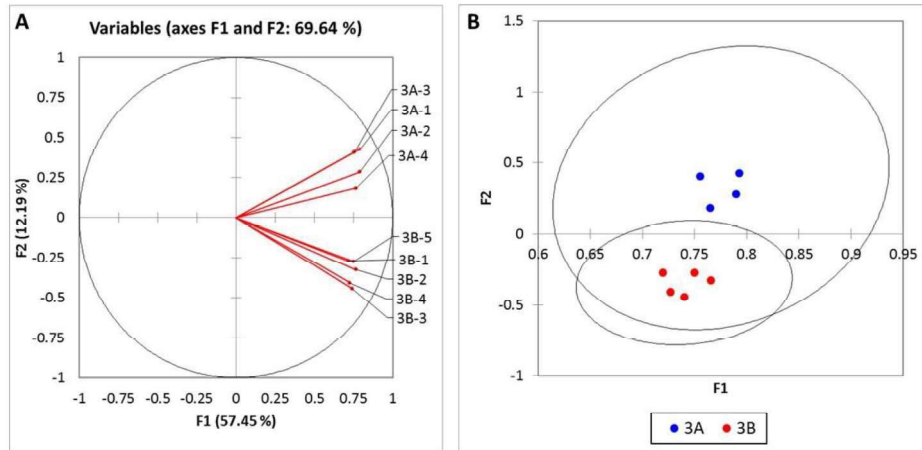 A
Variables (axes F1 and F2: 69.64 %)
1
0.75
0.5
0.25
0
-0.25
-0.5
-0.75
-1
F2 (12.19 %)
3A-3
3A-1
3A-2
3A-4
3B-5
3B-1
3B-2
3B-4
3B-3
-1 -0.75 -0.5 -0.25 0 0.25 0.5 0.75 1
F1 (57.45 %)
B
1.5
1
0.5
0
-0.5
-1
F2
0.6 0.65 0.7 0.75 0.8 0.85 0.9 0.95
F1
3A 3B